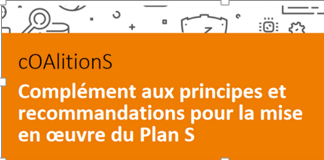 cOAlitionS
Complément aux principes et
recommandations pour la mise
en œuvre du Plan S